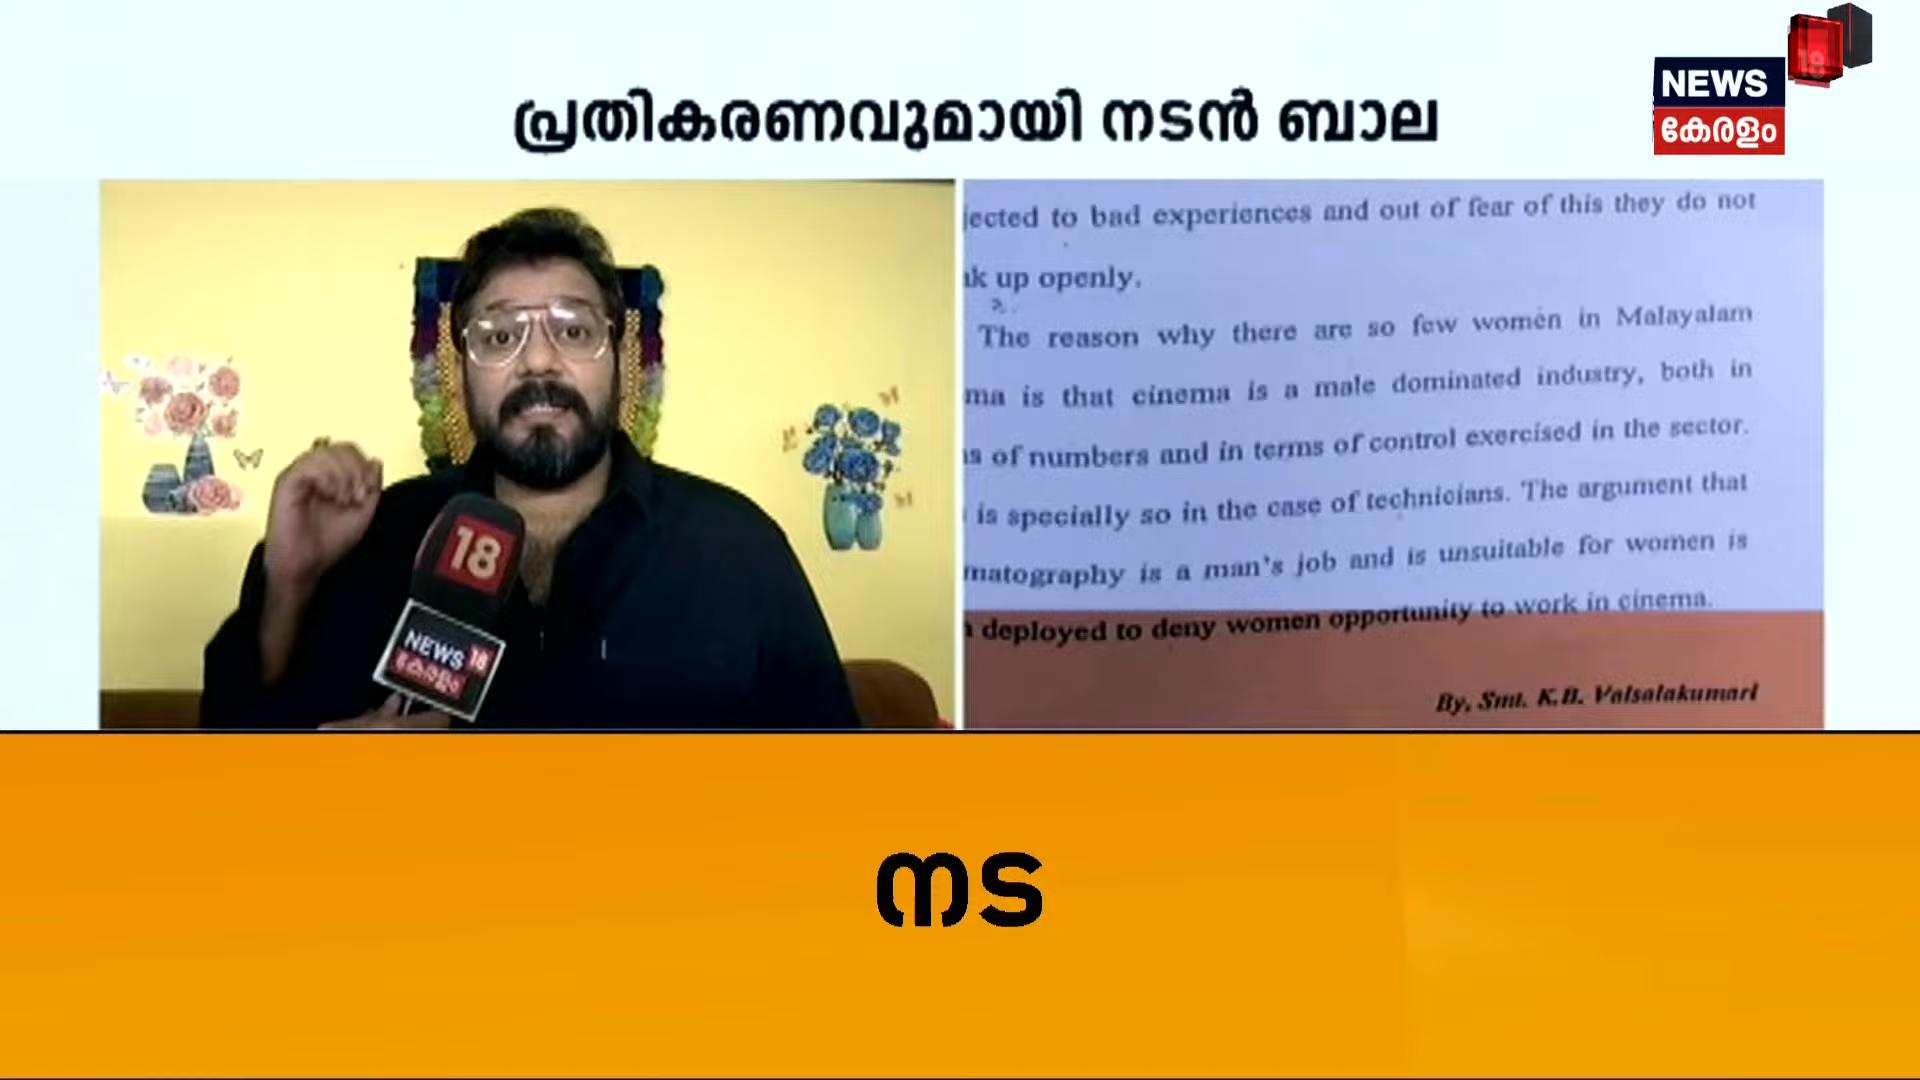 പ്രതികരണവുമായി നടൻ ബാല
NEWS
കേരളം
18
18
NEWS 18
കേരളം
jected to bad experiences and out of fear of this they do not
up openly.
The reason why there are so few women in Malayalam
ma is that cinema is a male dominated industry, both in
of numbers and in terms of control exercised in the sector.
is specially so in the case of technicians. The argument that
matography is a man's job and is unsuitable for women is
deployed to deny women opportunity to work in cinema.
By, Smt. K.B. Valsalakumari
നട